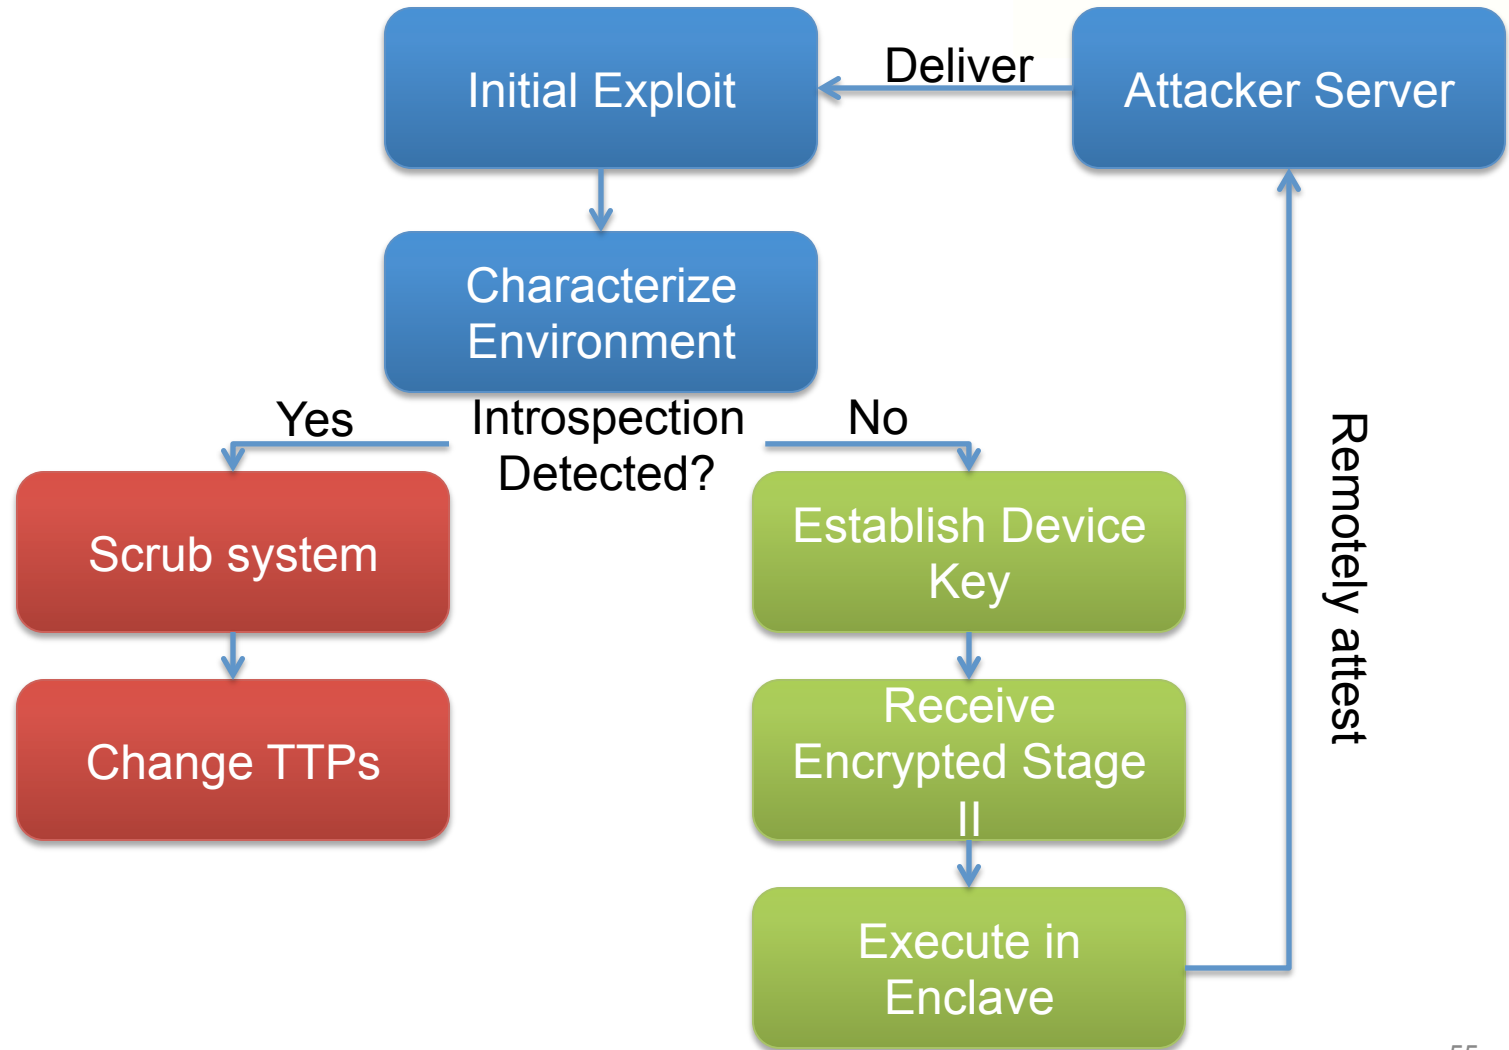 Initial Exploit
Deliver
Attacker Server
Characterize
Environment
Yes
Introspection
Detected?
No
Scrub system
Change TTPs
Establish Device
Key
Receive
Encrypted Stage
II
Execute in
Enclave
Remotely attest
55